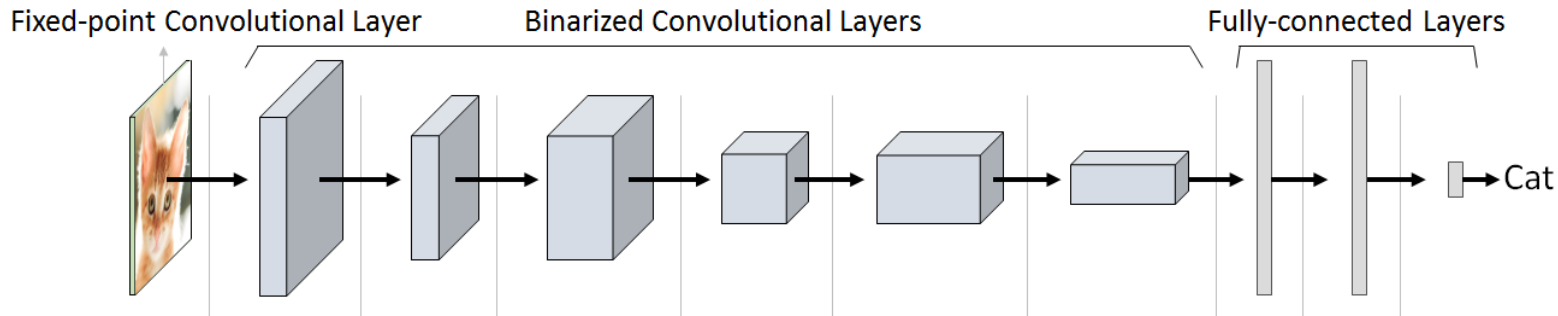 Fixed-point Convolutional Layer
Binarized Convolutional Layers
Fully-connected Layers
Cat